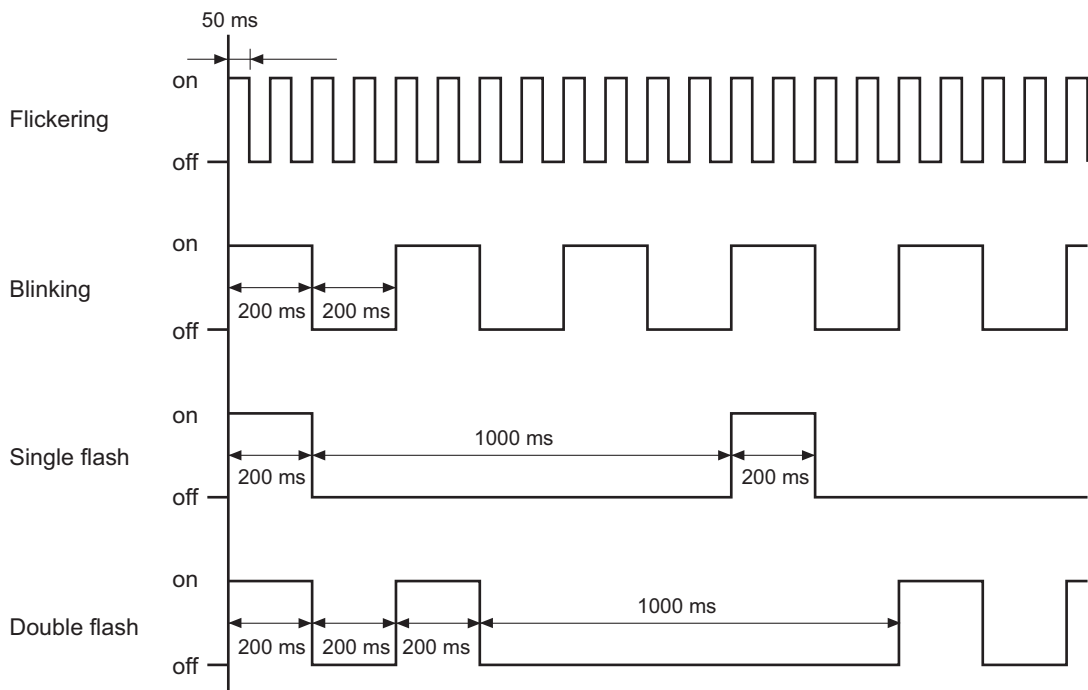 50 ms
on
Flickering
off
on
Blinking
200 ms 200 ms
off
on
1000 ms
Single flash
200 ms 200 ms
off
on
1000 ms
Double flash
200 ms 200 ms 200 ms
off